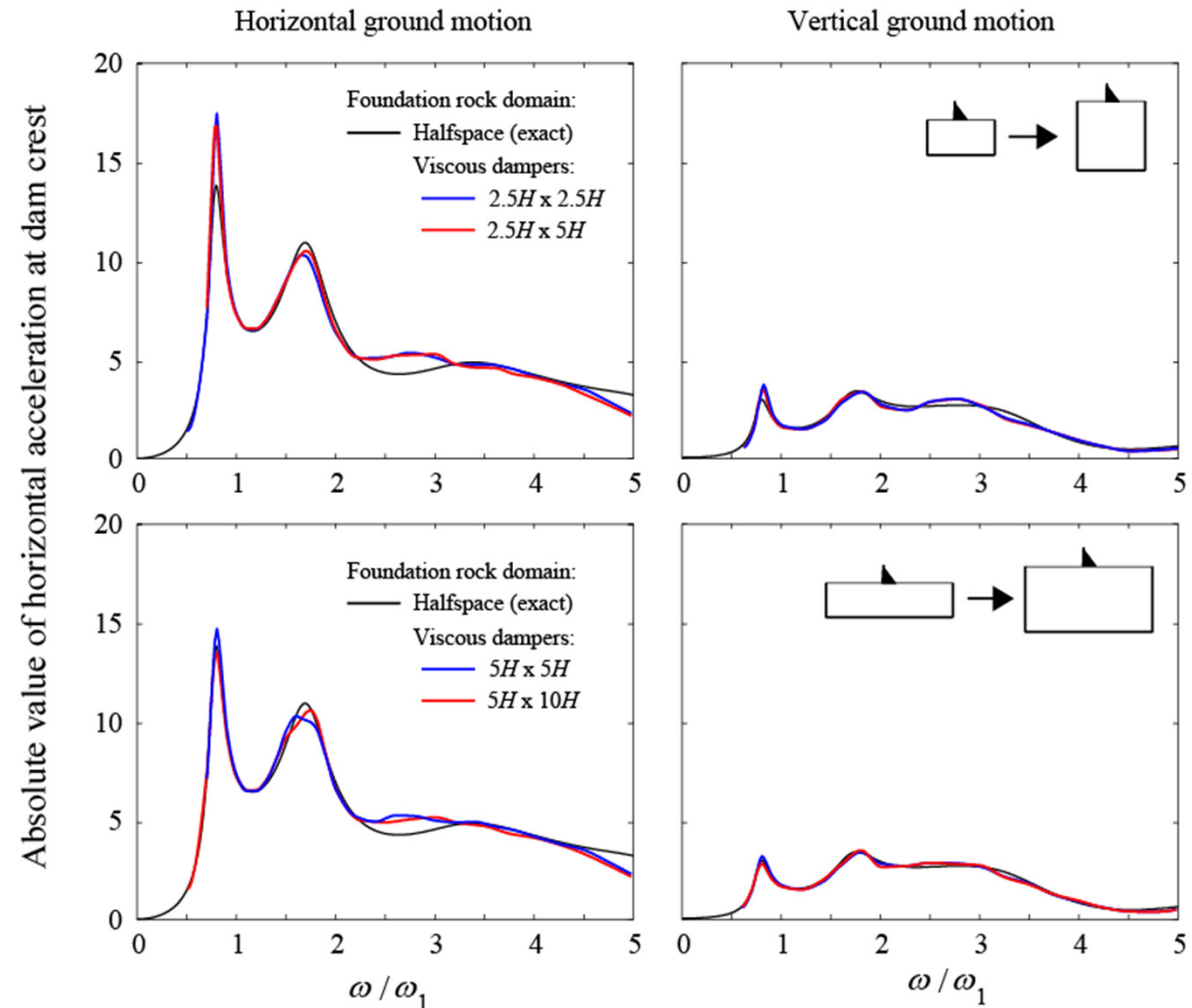 Horizontal ground motion
Vertical ground motion
Absolute value of horizontal acceleration at dam crest
20
15
10
5
0
0 1 2 3 4 5
Foundation rock domain:
Halfspace (exact)
Viscous dampers:
2.5H x 2.5H
2.5H x 5H
0 1 2 3 4 5
20
15
10
5
0
0 1 2 3 4 5
Foundation rock domain:
Halfspace (exact)
Viscous dampers:
5H x 5H
5H x 10H
0 1 2 3 4 5
ω / ω₁
ω / ω₁